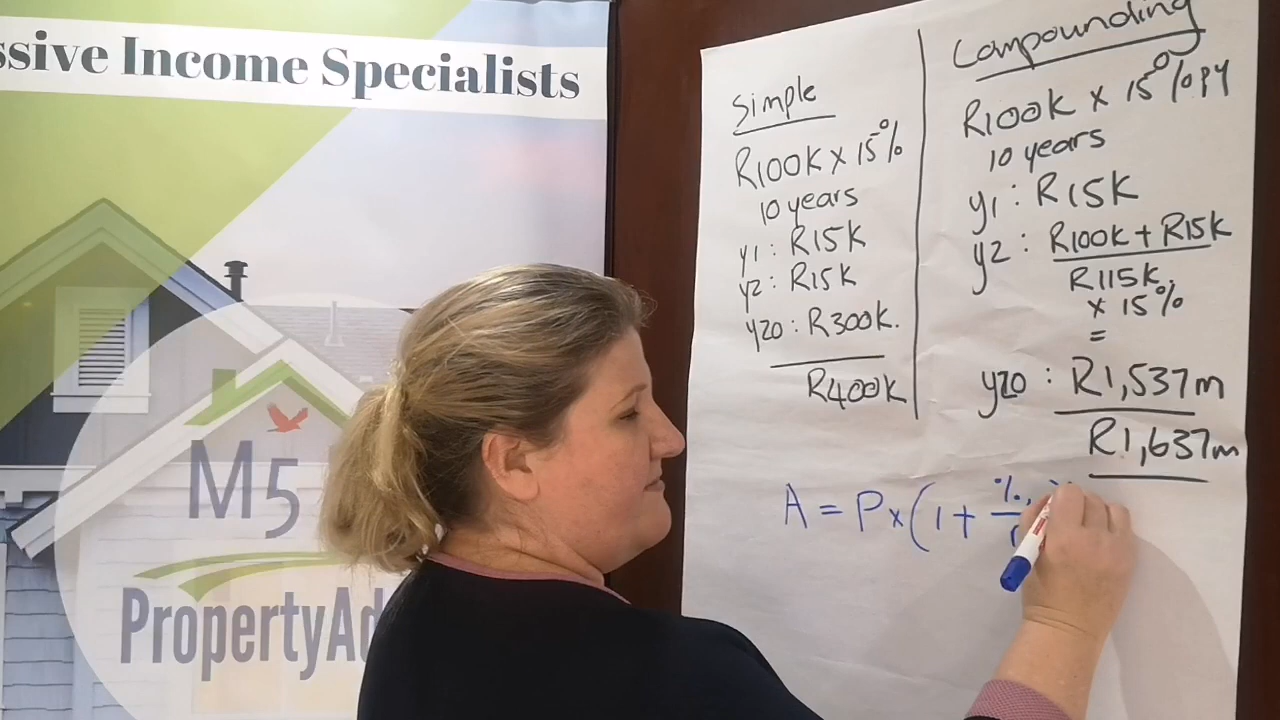 ssive Income Specialists
M5
PropertyAd
Simple
R100K x 15%
10 years
y1: R15K
y2: R15K
y20: R300K.
R400K
Compounding
R100K x 15% py
10 years
y1: R15K
y2: R100K + R15K
R115K
x 15%
=
y20: R1,537m
R1,637m
A = P x (1 + %